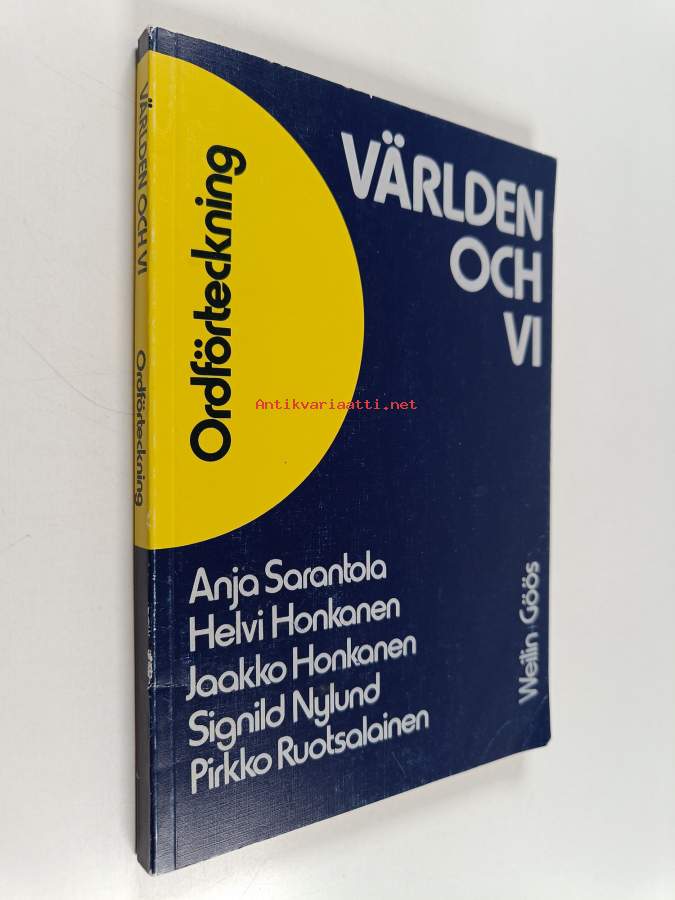 VÄRLDEN OCH VI
Ordförteckning
Ordförteckning
VÄRLDEN
OCH
VI
Antikvariaatti.net
Anja Sarantola
Helvi Honkanen
Jaakko Honkanen
Signild Nylund
Pirkko Ruotsalainen
Weilin+Göös